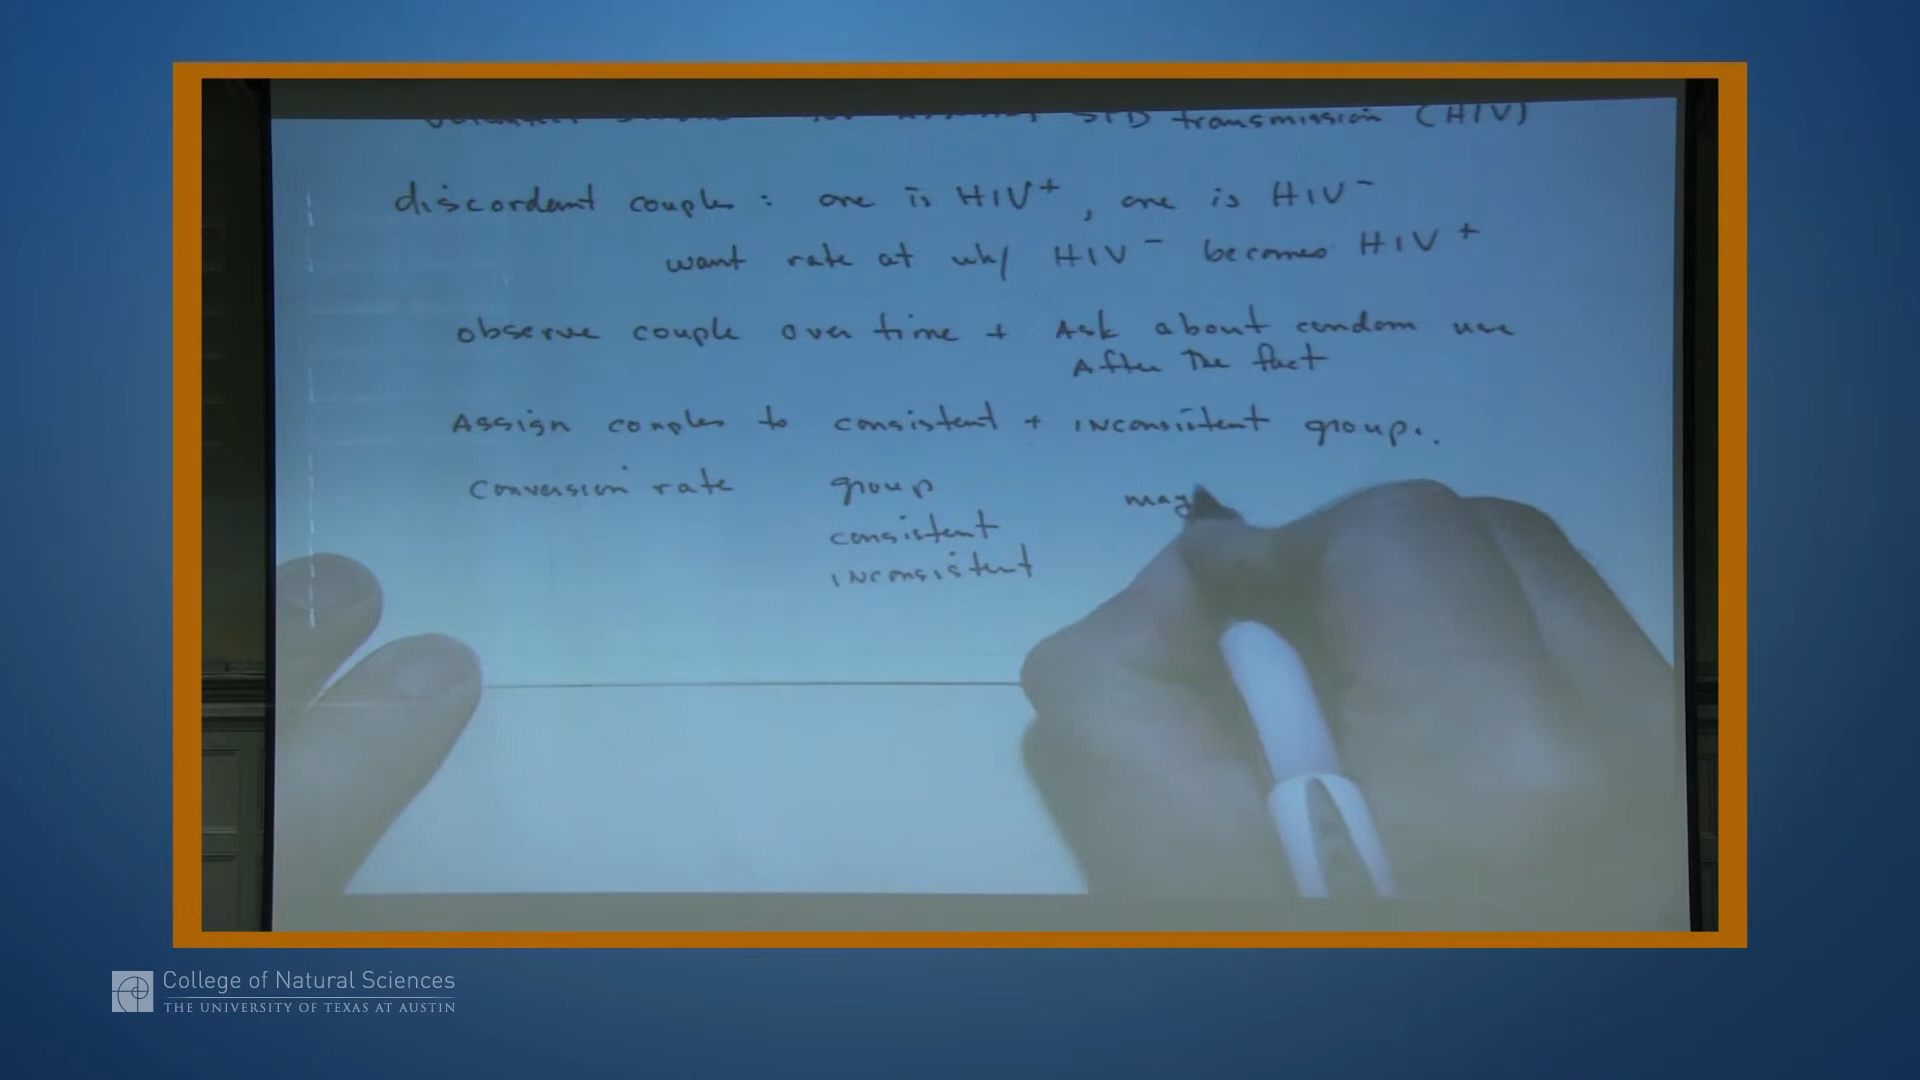 STD transmission (HIV)
discordant couples : one is HIV+, one is HIV-
want rate at wh/ HIV- becomes HIV+
observe couple over time + Ask about condom use
After The fact
Assign couples to consistent + inconsistent group..
conversion rate group may
consistent
inconsistent
College of Natural Sciences
THE UNIVERSITY OF TEXAS AT AUSTIN